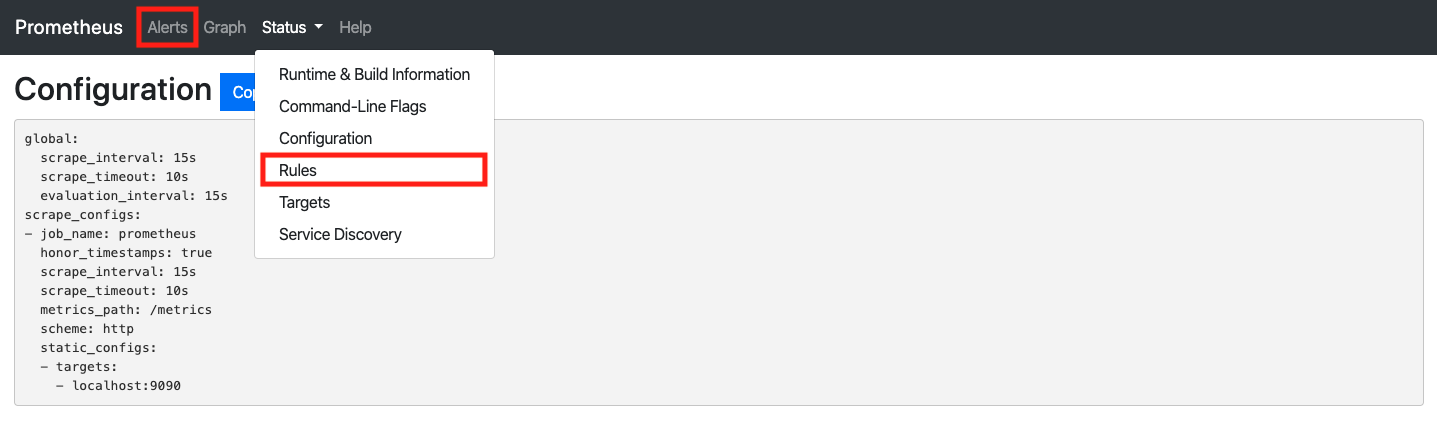 Prometheus Alerts Graph Status Help
Runtime & Build Information
Command-Line Flags
Configuration
Rules
Targets
Service Discovery
Configuration Cop
global:
  scrape_interval: 15s
  scrape_timeout: 10s
  evaluation_interval: 15s
scrape_configs:
- job_name: prometheus
  honor_timestamps: true
  scrape_interval: 15s
  scrape_timeout: 10s
  metrics_path: /metrics
  scheme: http
  static_configs:
  - targets:
    - localhost:9090